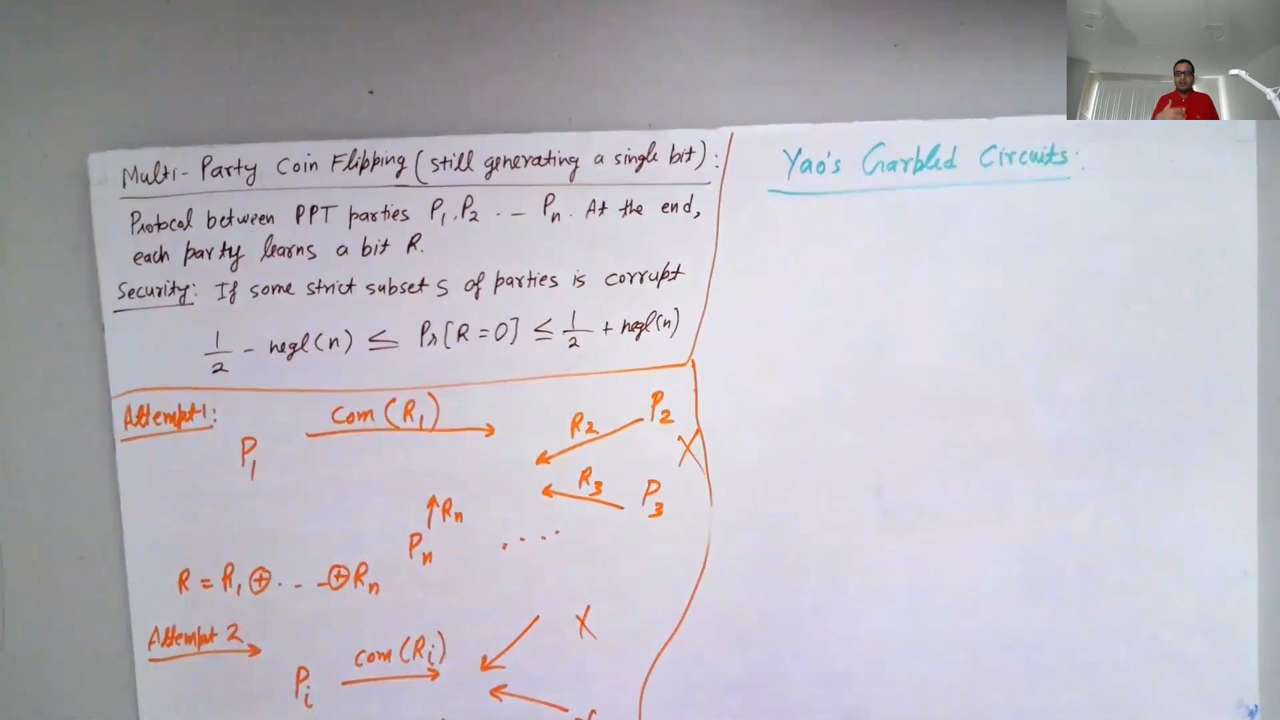 Multi-Party Coin Flipping (still generating a single bit):
Protocol between PPT parties P1, P2 .. -- Pn. At the end,
each party learns a bit R.
Security: If some strict subset S of parties is corrupt
1/2 - negl(n) ≤ Pr[R = 0] ≤ 1/2 + negl(n)
Attempt 1:
com(R1)
P1
R2
P2
X
R3
P3
Rn
Pn
....
R = R1 ⊕ . -- ⊕ Rn
Attempt 2
X
com(Ri)
Pi
Yao's Garbled Circuits: